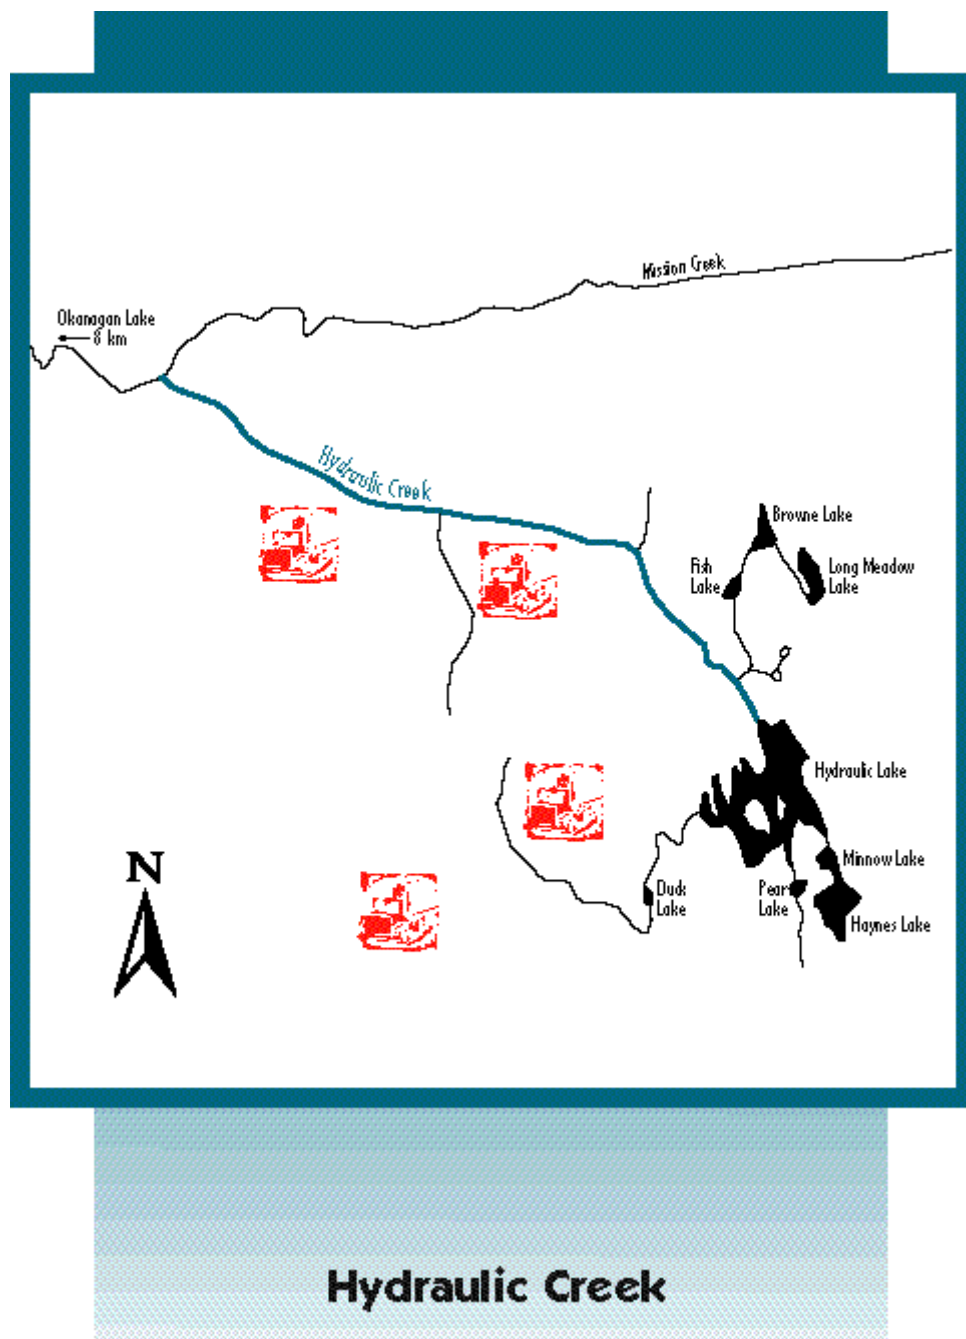 Mission Creek
Okanagan Lake
8 km
Hydraulic Creek
Browne Lake
Fish
Lake
Long Meadow
Lake
Hydraulic Lake
Minnow Lake
Duck
Lake
Pear
Lake
Haynes Lake
N
Hydraulic Creek